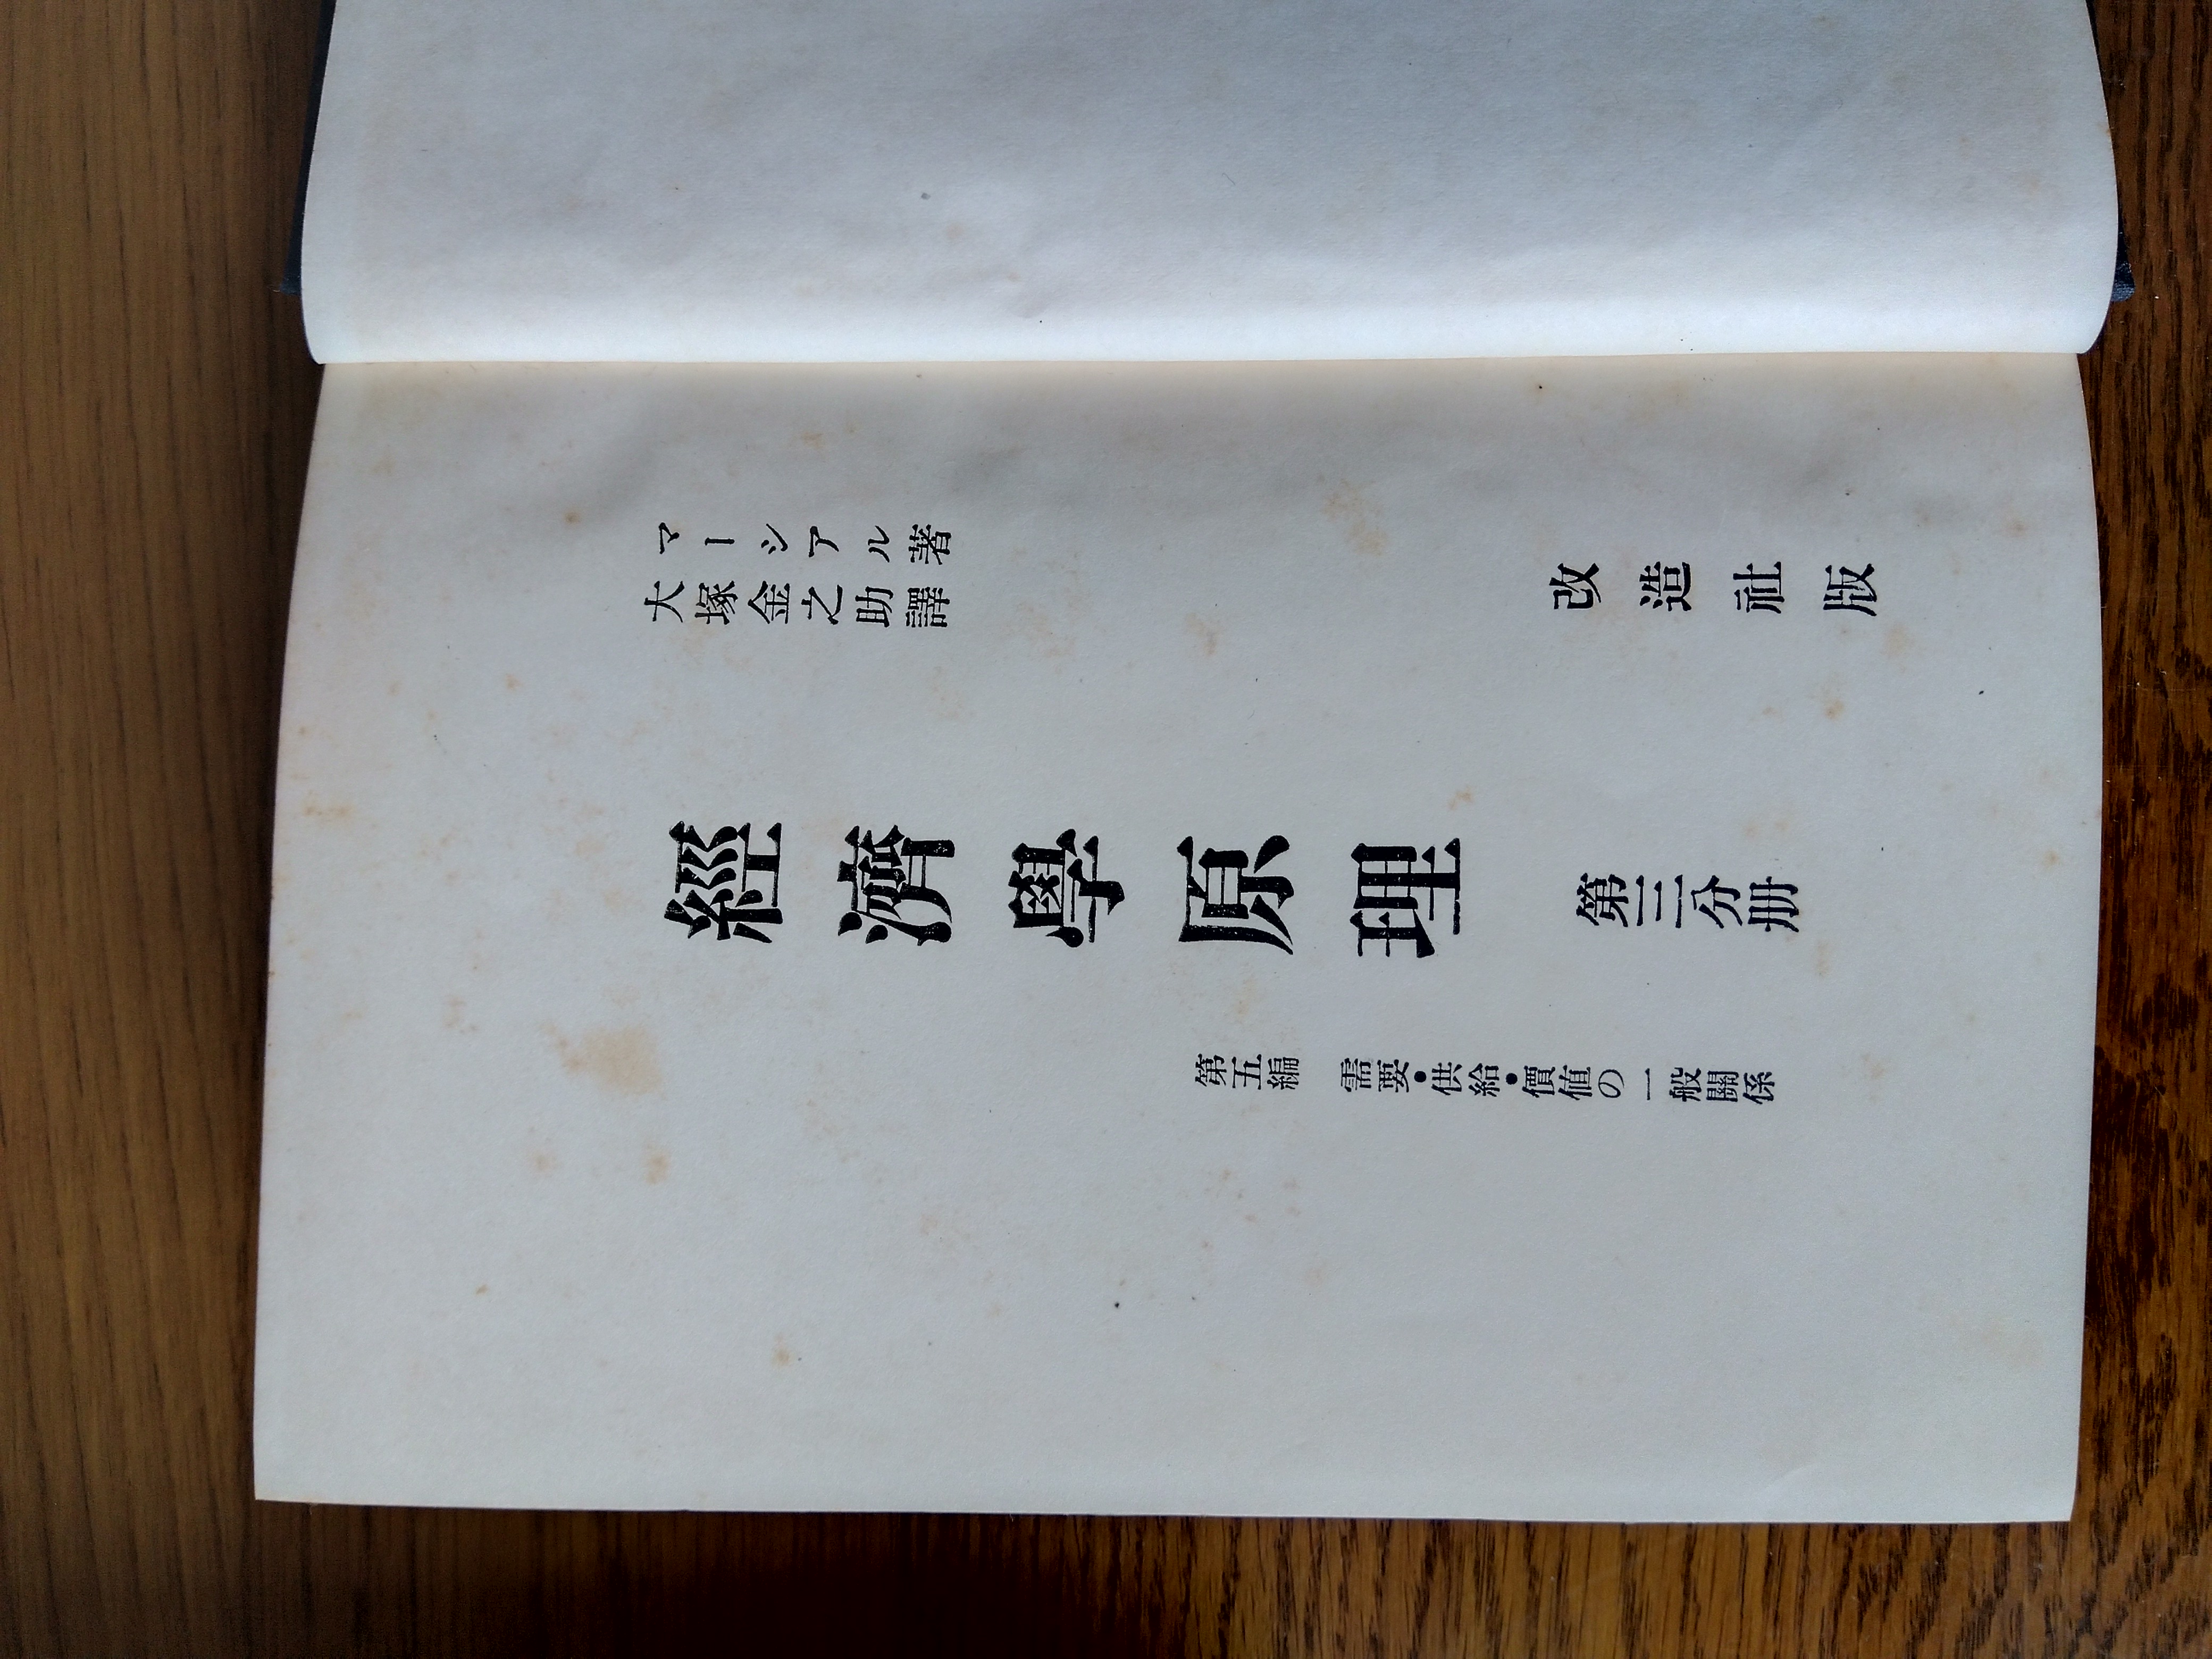 マーシアル著
大塚金之助譯
經濟學原理 第三分册
第五編 需要・供給・價値の一般關係
改造社版